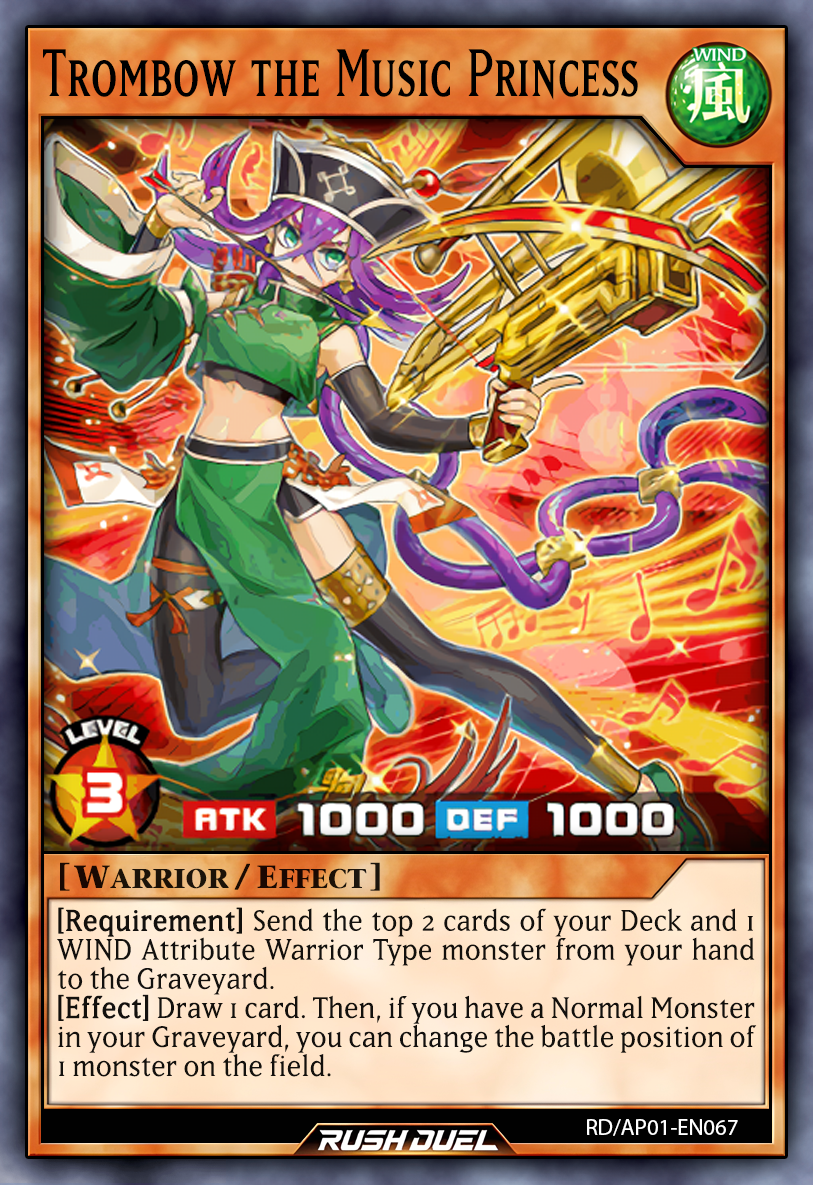 TROMBOW THE MUSIC PRINCESS
WIND
風
LEVEL
3
ATK 1000 DEF 1000
[WARRIOR / EFFECT]
[Requirement] Send the top 2 cards of your Deck and 1
WIND Attribute Warrior Type monster from your hand
to the Graveyard.
[Effect] Draw 1 card. Then, if you have a Normal Monster
in your Graveyard, you can change the battle position of
1 monster on the field.
RD/AP01-EN067
RUSH DUEL